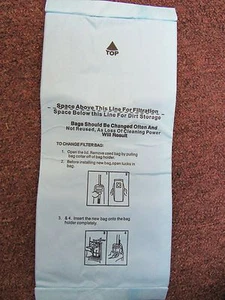 TOP
Space Above This Line For Filtration
Space Below this Line For Dirt Storage
Bags Should Be Changed Often And
Not Reused, As Loss Of Cleaning Power
Will Result
TO CHANGE FILTER BAG:
1. Open the lid. Remove used bag by pulling
bag collar off of bag holder.
2. Before installing new bag, open tucks in
bag.
3. & 4. Insert the new bag onto the bag
holder completely.